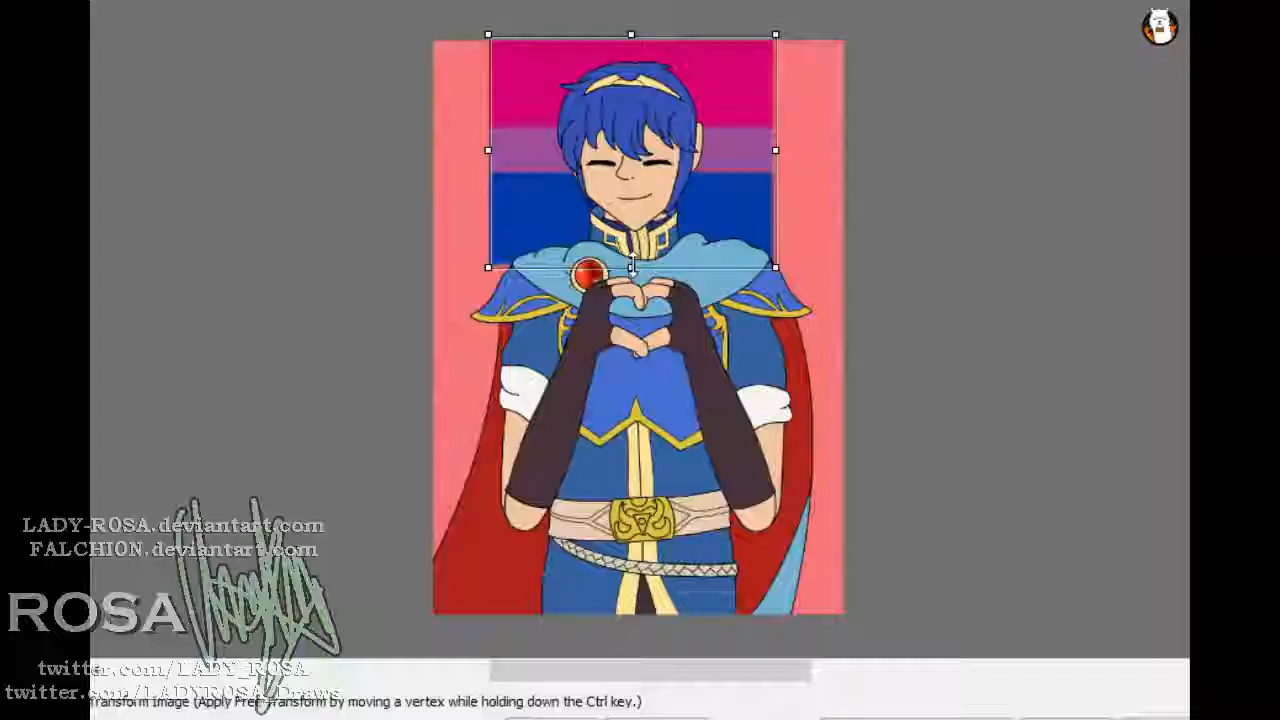 LADY-ROSA.deviantart.com
FALCHION.deviantart.com
ROSA
twitter.com/LADY_ROSA
twitter.com/LADYROSA_Draws
Transform Image (Apply Free Transform by moving a vertex while holding down the Ctrl key.)